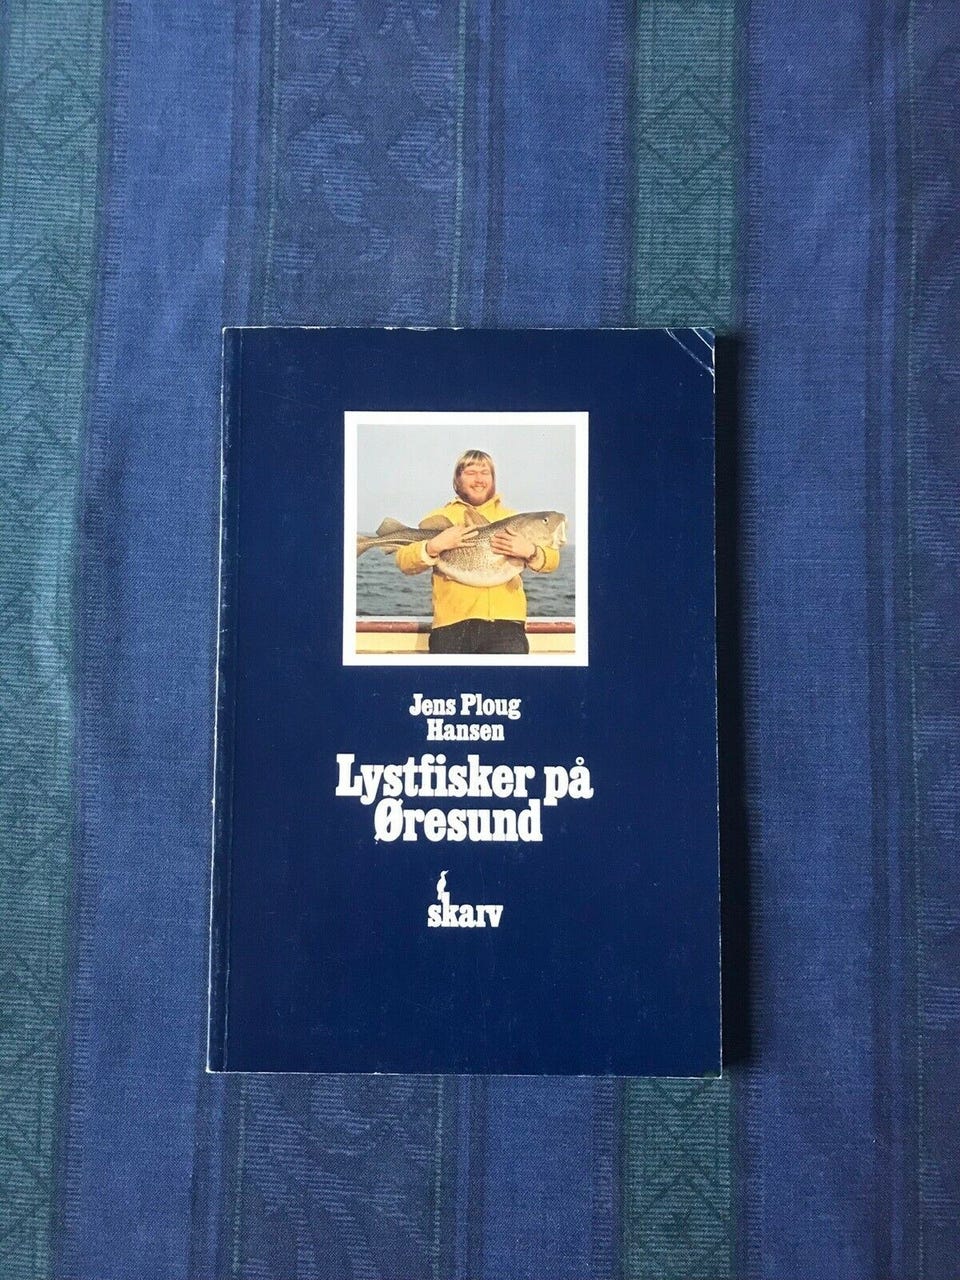 Jens Ploug
Hansen
Lystfisker på
Øresund
skarv